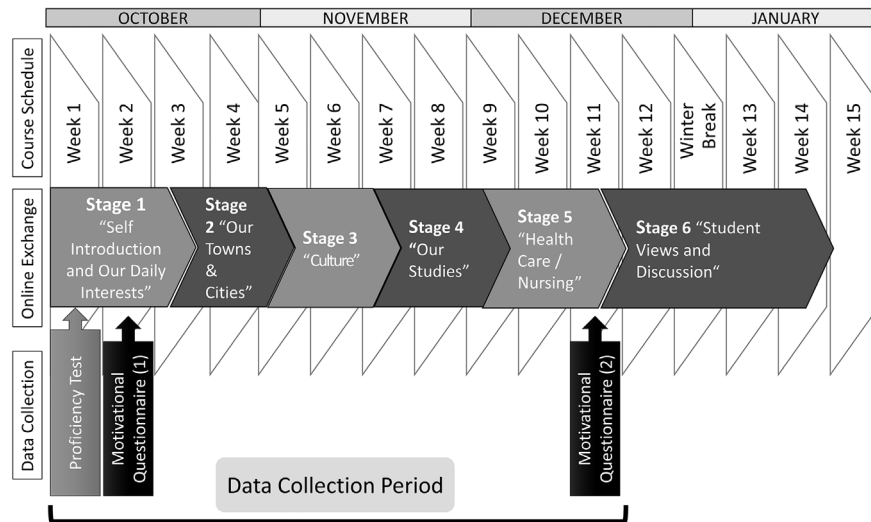 OCTOBER
NOVEMBER
DECEMBER
JANUARY
Course Schedule
Week 1
Week 2
Week 3
Week 4
Week 5
Week 6
Week 7
Week 8
Week 9
Week 10
Week 11
Week 12
Winter
Break
Week 13
Week 14
Week 15
Online Exchange
Stage 1
“Self
Introduction
and Our Daily
Interests”
Stage
2 “Our
Towns
&
Cities”
Stage 3
“Culture”
Stage 4
“Our
Studies”
Stage 5
“Health
Care /
Nursing”
Stage 6 “Student
Views and
Discussion“
Data Collection
Proficiency Test
Motivational
Questionnaire (1)
Motivational
Questionnaire (2)
Data Collection Period